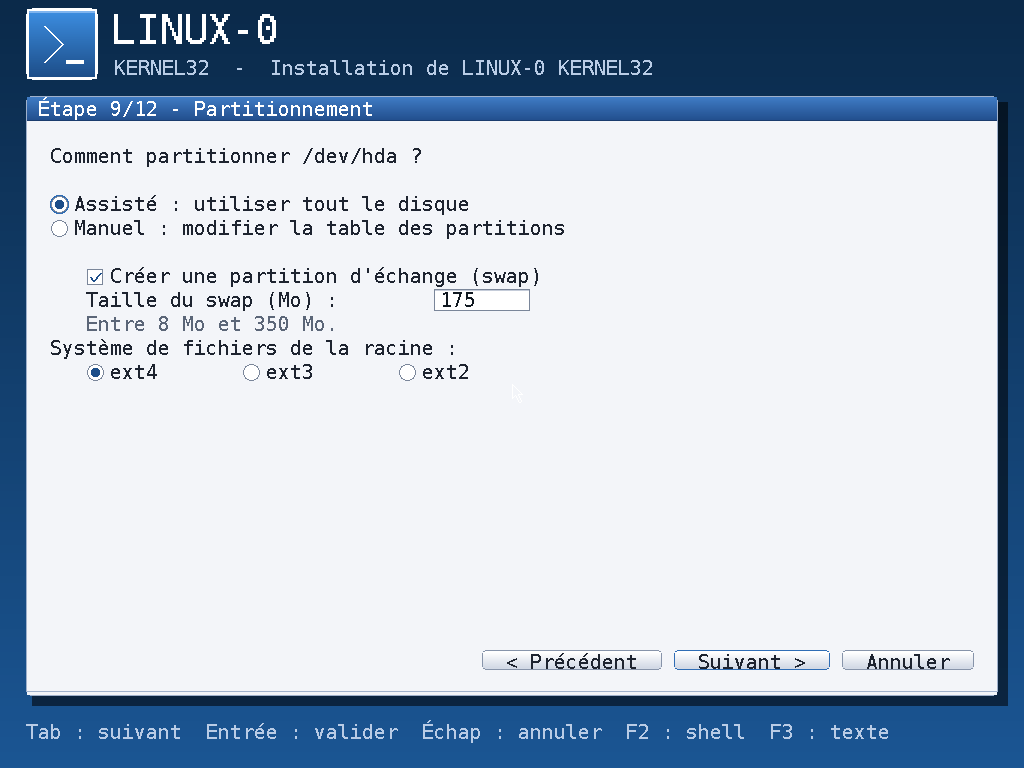 LINUX-0
KERNEL32  -  Installation de LINUX-0 KERNEL32
Étape 9/12 - Partitionnement
Comment partitionner /dev/hda ?
Assisté : utiliser tout le disque
Manuel : modifier la table des partitions
Créer une partition d'échange (swap)
Taille du swap (Mo) : 175
Entre 8 Mo et 350 Mo.
Système de fichiers de la racine :
ext4 ext3 ext2
< Précédent Suivant > Annuler
Tab : suivant  Entrée : valider  Échap : annuler  F2 : shell  F3 : texte